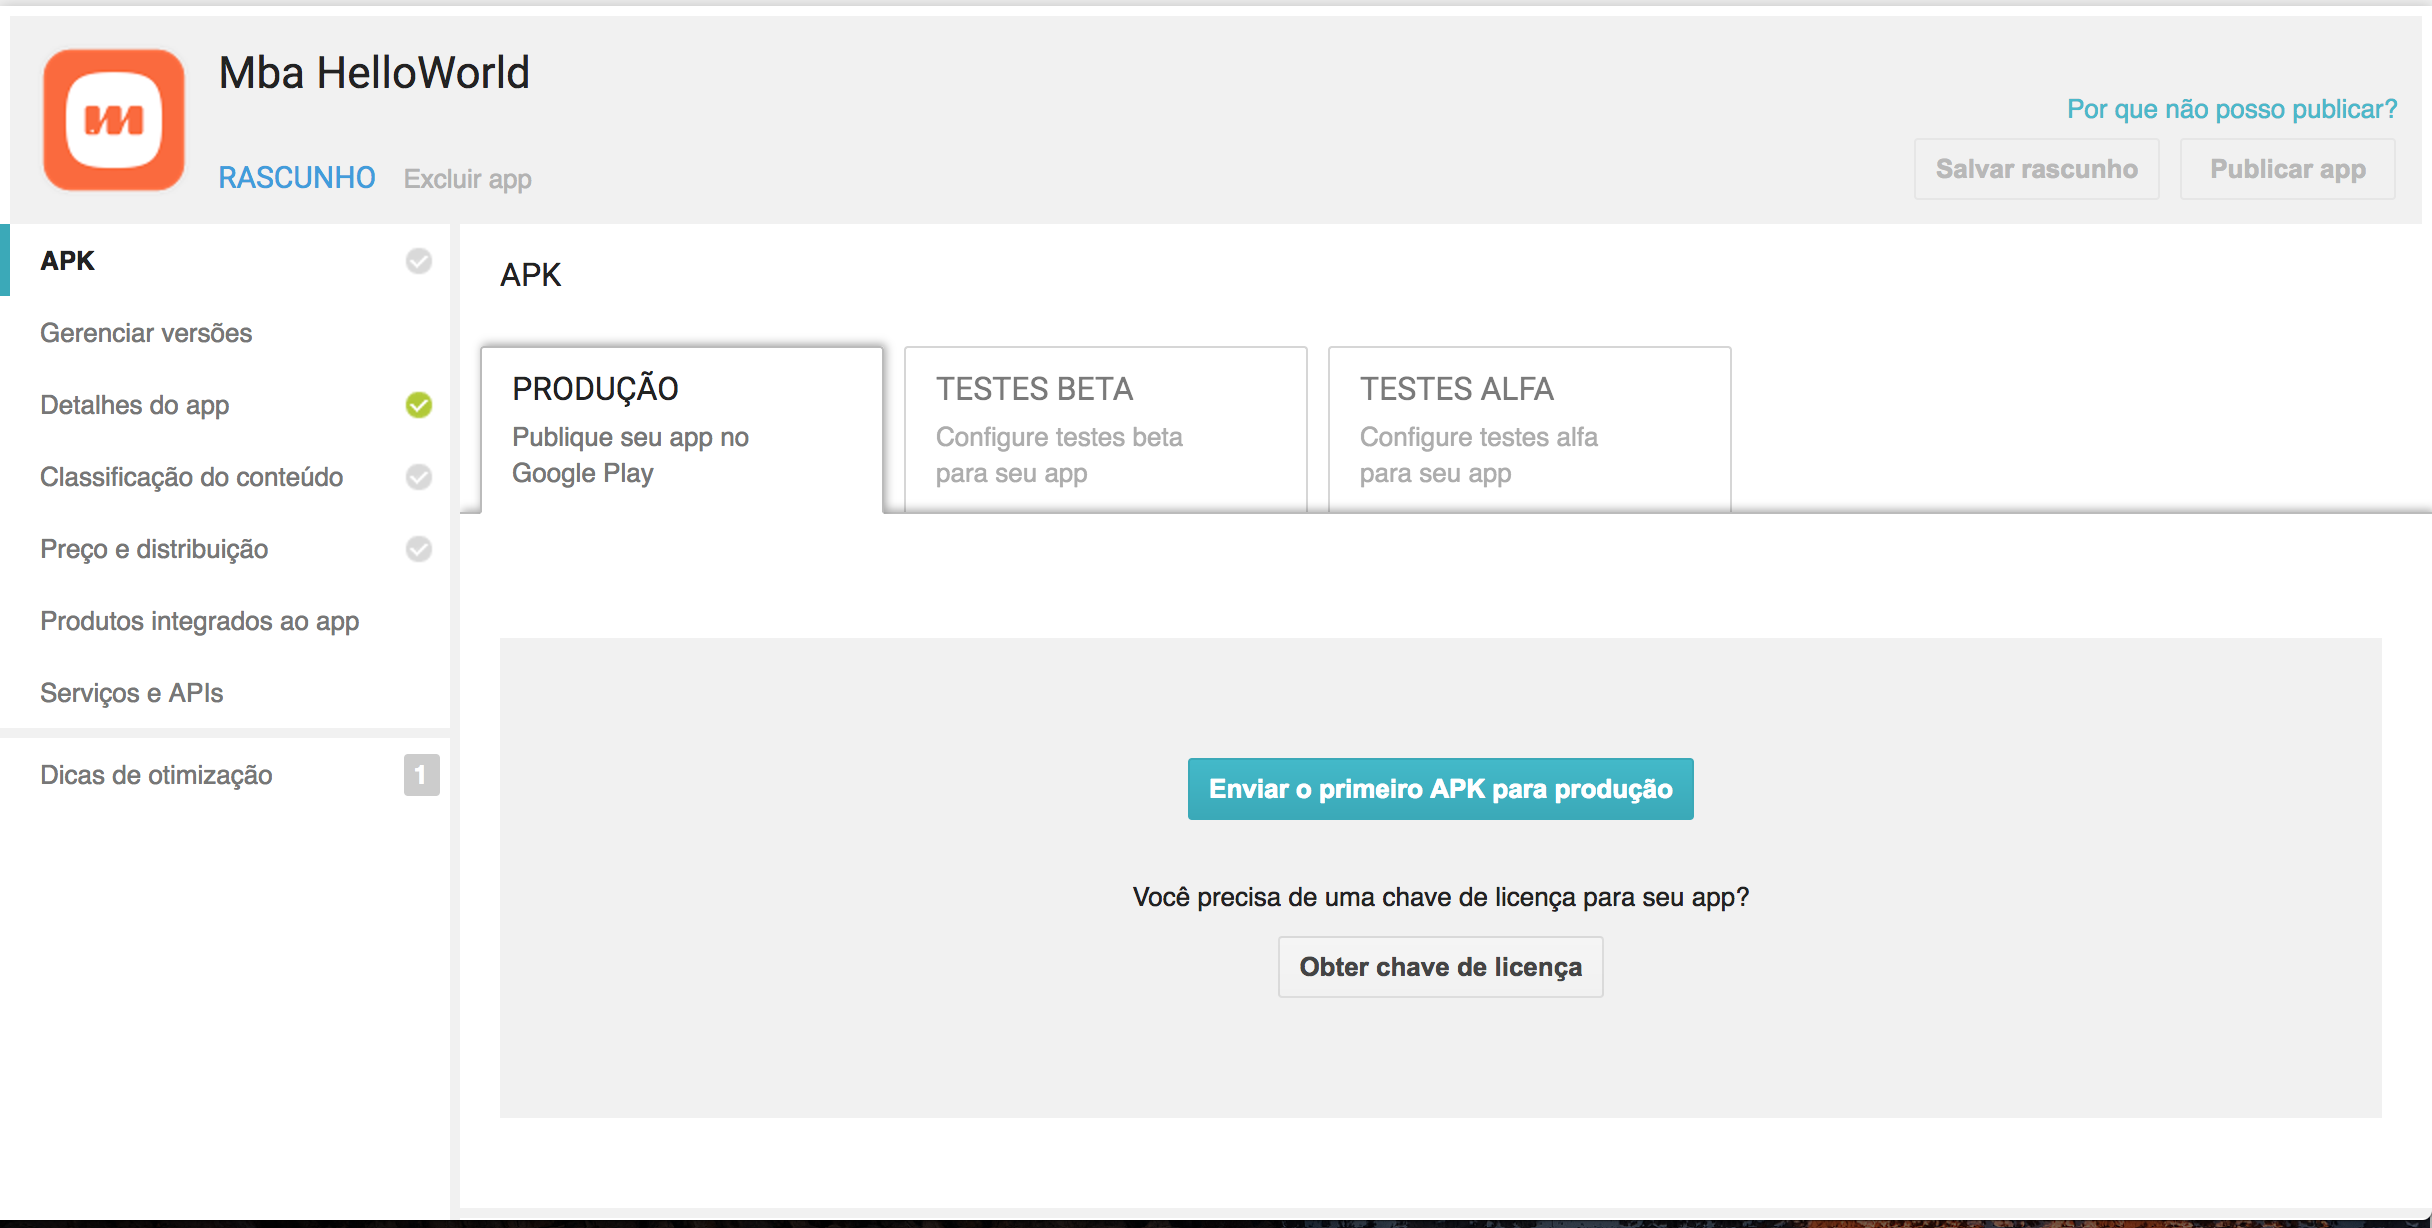 Mba HelloWorld
RASCUNHO Excluir app
Por que não posso publicar?
Salvar rascunho Publicar app
APK
Gerenciar versões
Detalhes do app
Classificação do conteúdo
Preço e distribuição
Produtos integrados ao app
Serviços e APIs
Dicas de otimização 1
APK
PRODUÇÃO
Publique seu app no
Google Play
TESTES BETA
Configure testes beta
para seu app
TESTES ALFA
Configure testes alfa
para seu app
Enviar o primeiro APK para produção
Você precisa de uma chave de licença para seu app?
Obter chave de licença